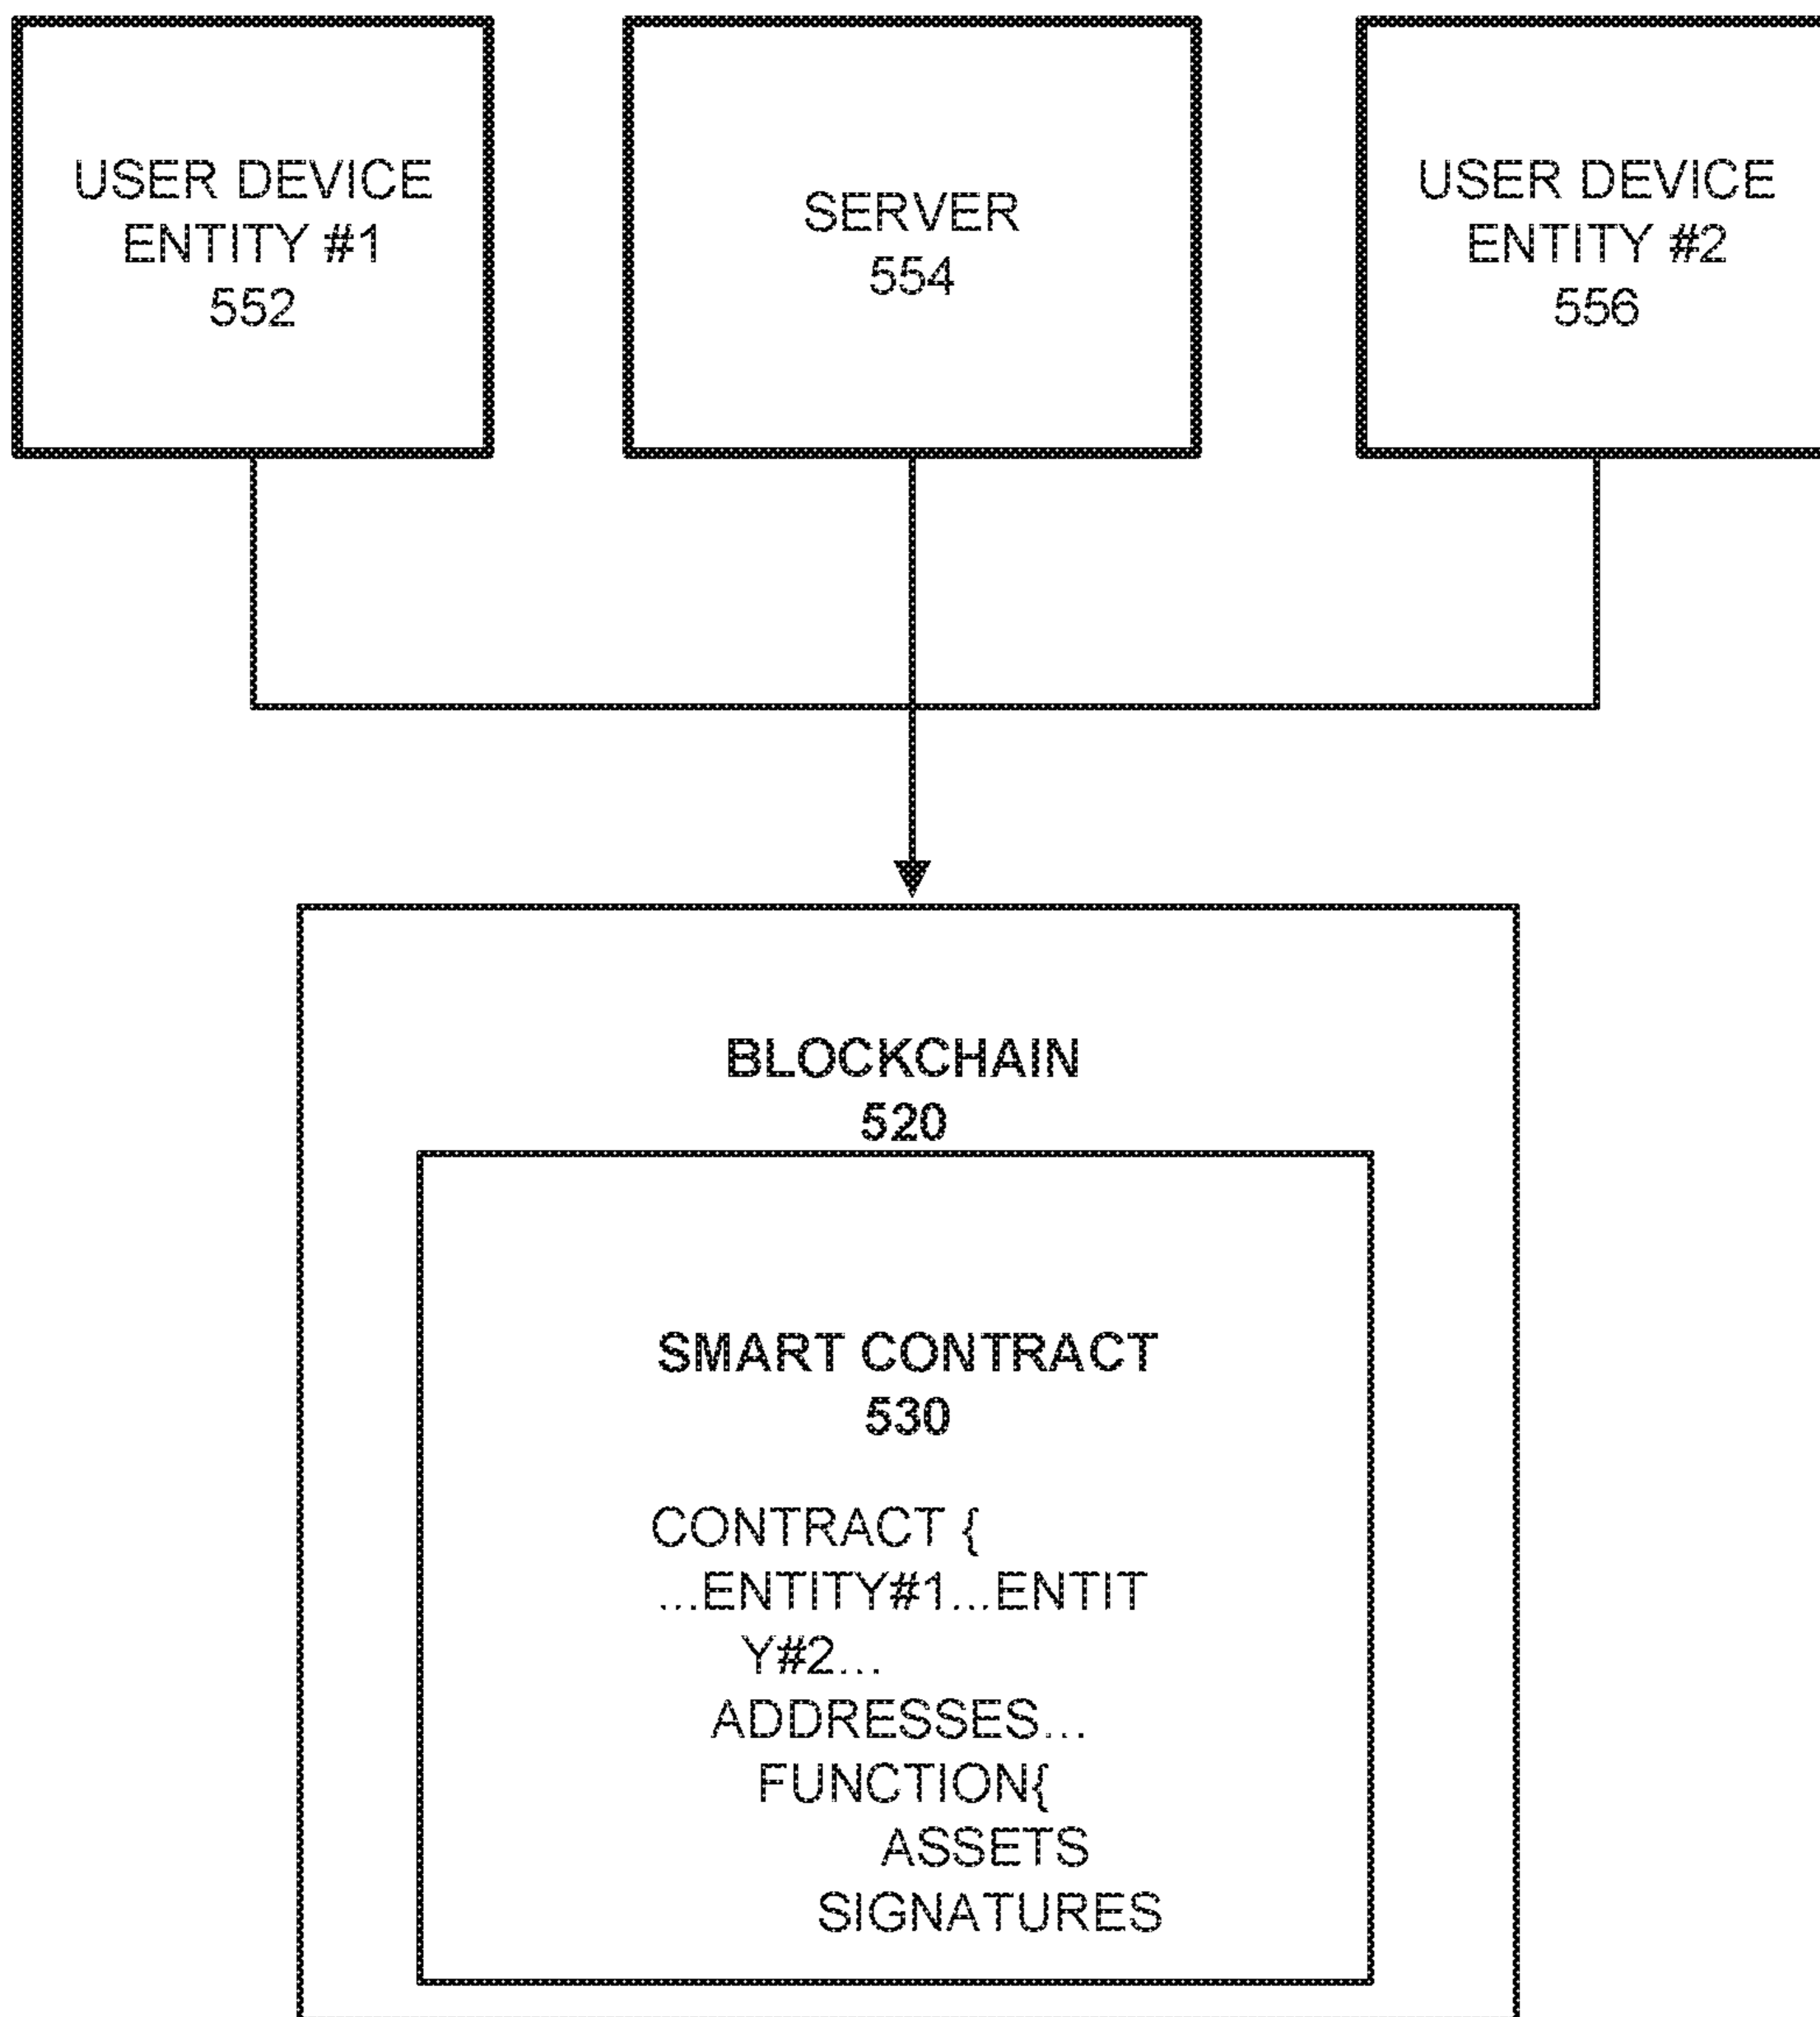 USER DEVICE
ENTITY #1
552
SERVER
554
USER DEVICE
ENTITY #2
556
BLOCKCHAIN
520
SMART CONTRACT
530
CONTRACT {
...ENTITY#1...ENTIT
Y#2...
ADDRESSES...
FUNCTION{
ASSETS
SIGNATURES